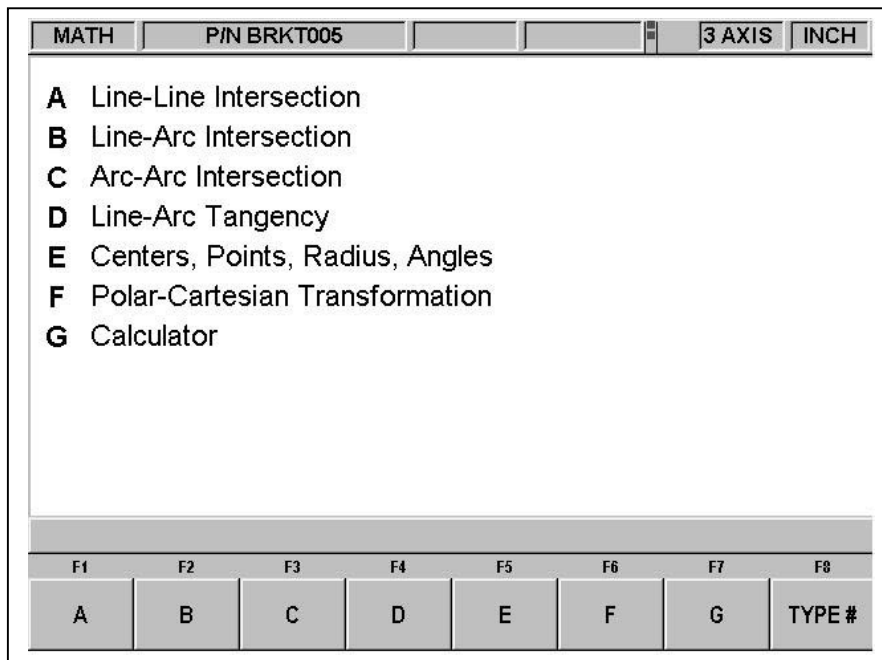 MATH P/N BRKT005 3 AXIS INCH
A Line-Line Intersection
B Line-Arc Intersection
C Arc-Arc Intersection
D Line-Arc Tangency
E Centers, Points, Radius, Angles
F Polar-Cartesian Transformation
G Calculator
F1 F2 F3 F4 F5 F6 F7 F8
A B C D E F G TYPE #